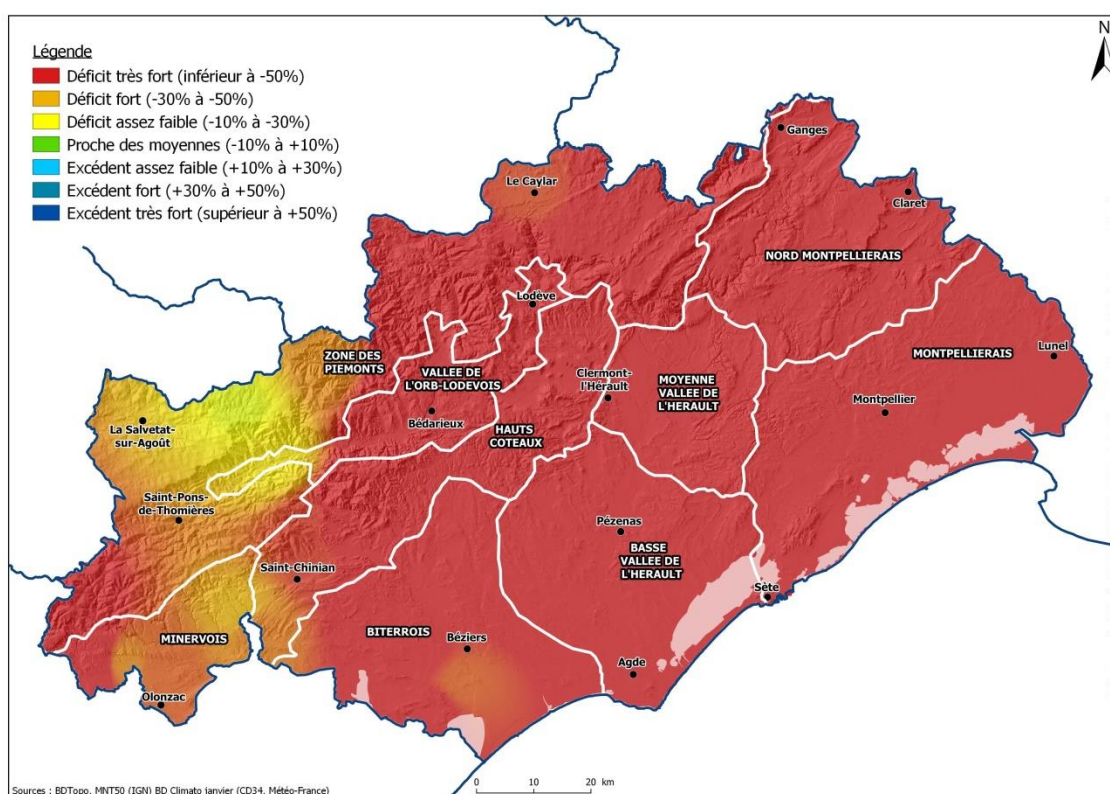 Légende
Déficit très fort (inférieur à -50%)
Déficit fort (-30% à -50%)
Déficit assez faible (-10% à -30%)
Proche des moyennes (-10% à +10%)
Excédent assez faible (+10% à +30%)
Excédent fort (+30% à +50%)
Excédent très fort (supérieur à +50%)
N
Ganges
Le Caylar
Claret
NORD MONTPELLIERAIS
Lodève
ZONE DES
PIEMONTS
VALLEE DE
L'ORB-LODEVOIS
MONTPELLIERAIS
Lunel
Clermont-
l'Hérault
MOYENNE
VALLEE DE
L'HERAULT
Montpellier
La Salvetat-
sur-Agoût
Bédarieux
HAUTS
COTEAUX
Saint-Pons-
de-Thomières
Pézenas
BASSE
VALLEE DE
L'HERAULT
Saint-Chinian
Sète
MINERVOIS
BITERROIS
Béziers
Agde
Olonzac
0 10 20 km
Sources : BDTopo, MNT50 (IGN) BD Climato janvier (CD34, Météo-France)